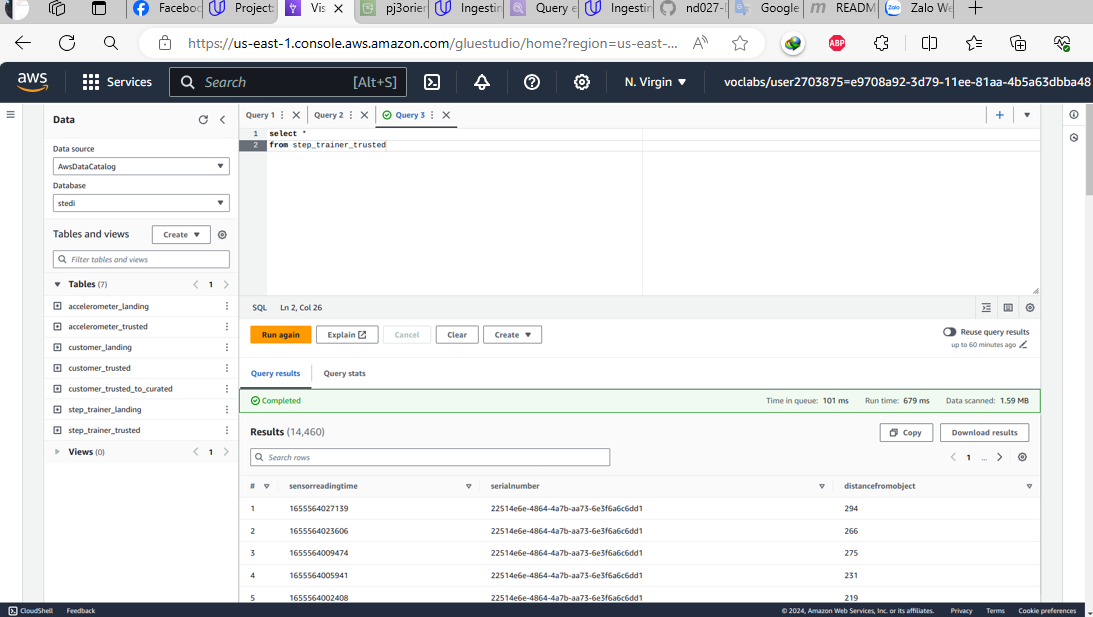 Facebo
Project
Vis
pj3orier
Ingestin
Query e
Ingestin
nd027-
Google
README
Zalo We
https://us-east-1.console.aws.amazon.com/gluestudio/home?region=us-east-...
ABP
aws
Services
Search
[Alt+S]
N. Virgin
voclabs/user2703875=e9708a92-3d79-11ee-81aa-4b5a63dbba48
Data
Data source
AwsDataCatalog
Database
stedi
Tables and views
Create
Filter tables and views
Tables (7)
1
accelerometer_landing
accelerometer_trusted
customer_landing
customer_trusted
customer_trusted_to_curated
step_trainer_landing
step_trainer_trusted
Views (0)
1
Query 1
Query 2
Query 3
1 select *
2 from step_trainer_trusted
SQL Ln 2, Col 26
Run again
Explain
Cancel
Clear
Create
Reuse query results
up to 60 minutes ago
Query results
Query stats
Completed
Time in queue: 101 ms
Run time: 679 ms
Data scanned: 1.59 MB
Results (14,460)
Copy
Download results
Search rows
1 ...
# sensorreadingtime serialnumber distancefromobject
1 1655564027139 22514e6e-4864-4a7b-aa73-6e3f6a6c6dd1 294
2 1655564023606 22514e6e-4864-4a7b-aa73-6e3f6a6c6dd1 266
3 1655564009474 22514e6e-4864-4a7b-aa73-6e3f6a6c6dd1 275
4 1655564005941 22514e6e-4864-4a7b-aa73-6e3f6a6c6dd1 231
5 1655564002408 22514e6e-4864-4a7b-aa73-6e3f6a6c6dd1 219
CloudShell
Feedback
© 2024, Amazon Web Services, Inc. or its affiliates.
Privacy
Terms
Cookie preferences